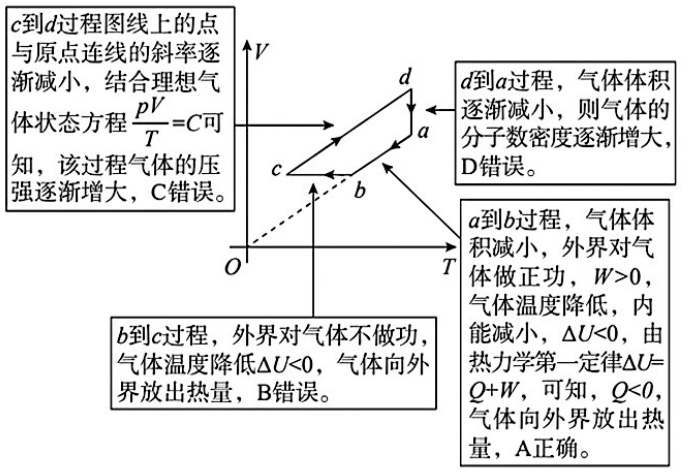 c到d过程图线上的点
与原点连线的斜率逐
渐减小，结合理想气
体状态方程\frac{pV}{T}=C可
知，该过程气体的压
强逐渐增大，C错误。
V
d
a
c
b
O
T
d到a过程，气体体积
逐渐减小，则气体的
分子数密度逐渐增大，
D错误。
a到b过程，气体体
积减小，外界对气
体做正功，W>0，
气体温度降低，内
能减小，ΔU<0，由
热力学第一定律ΔU=
Q+W，可知，Q<0，
气体向外界放出热
量，A正确。
b到c过程，外界对气体不做功，
气体温度降低ΔU<0，气体向外
界放出热量，B错误。